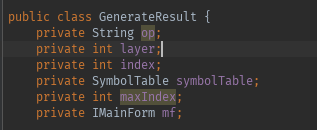 public class GenerateResult {
    private String op;
    private int layer;
    private int index;
    private SymbolTable symbolTable;
    private int maxIndex;
    private IMainForm mf;